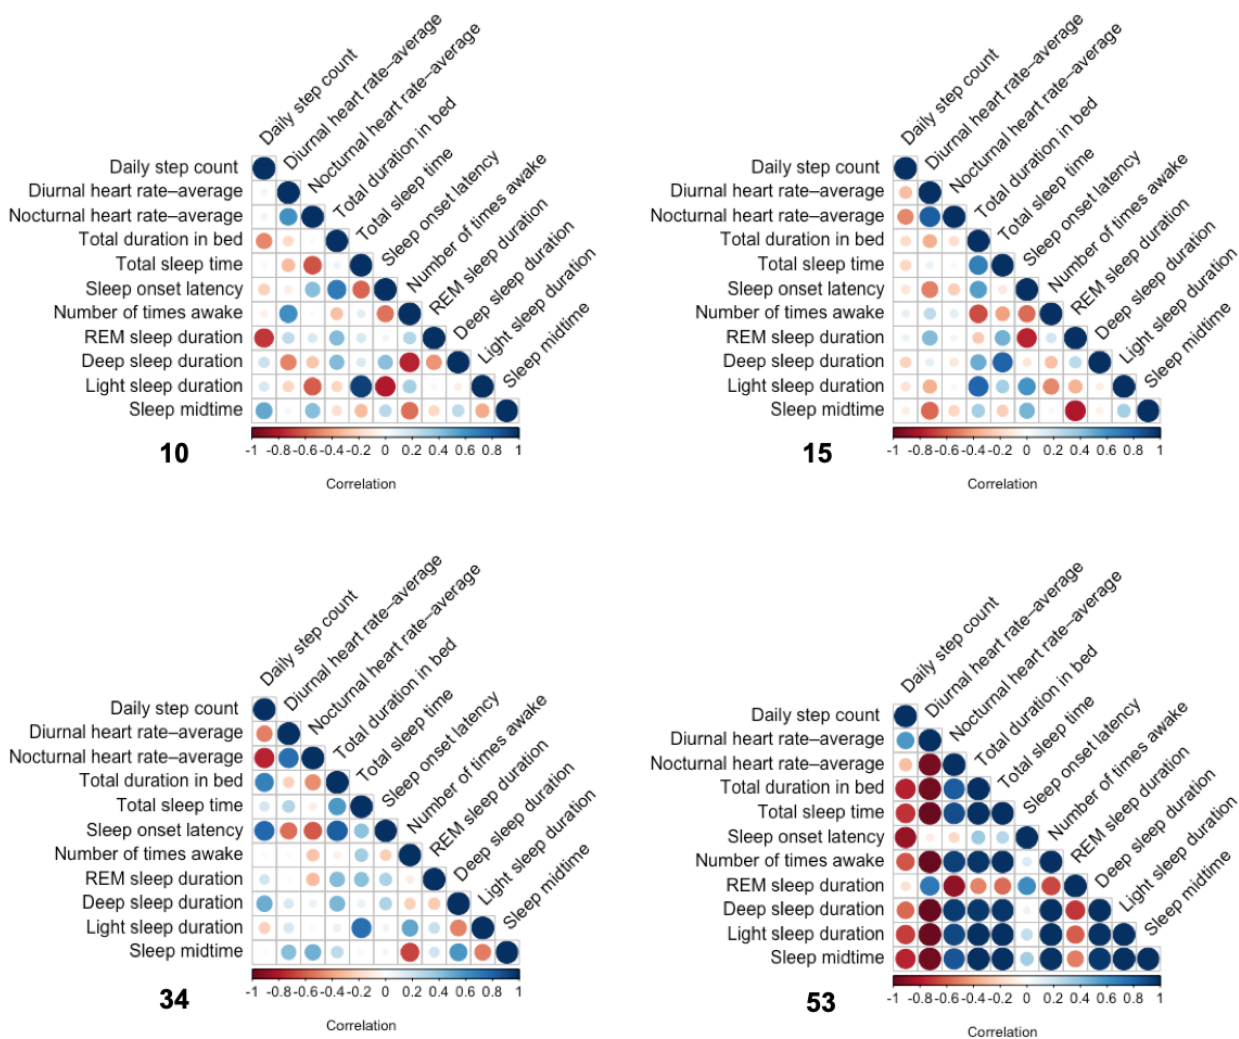 Daily step count
Diurnal heart rate–average
Nocturnal heart rate–average
Total duration in bed
Total sleep time
Sleep onset latency
Number of times awake
REM sleep duration
Deep sleep duration
Light sleep duration
Sleep midtime
Daily step count
Diurnal heart rate–average
Nocturnal heart rate–average
Total duration in bed
Total sleep time
Sleep onset latency
Number of times awake
REM sleep duration
Deep sleep duration
Light sleep duration
Sleep midtime
-1 -0.8 -0.6 -0.4 -0.2 0 0.2 0.4 0.6 0.8 1
10
Correlation
Daily step count
Diurnal heart rate–average
Nocturnal heart rate–average
Total duration in bed
Total sleep time
Sleep onset latency
Number of times awake
REM sleep duration
Deep sleep duration
Light sleep duration
Sleep midtime
Daily step count
Diurnal heart rate–average
Nocturnal heart rate–average
Total duration in bed
Total sleep time
Sleep onset latency
Number of times awake
REM sleep duration
Deep sleep duration
Light sleep duration
Sleep midtime
-1 -0.8 -0.6 -0.4 -0.2 0 0.2 0.4 0.6 0.8 1
15
Correlation
Daily step count
Diurnal heart rate–average
Nocturnal heart rate–average
Total duration in bed
Total sleep time
Sleep onset latency
Number of times awake
REM sleep duration
Deep sleep duration
Light sleep duration
Sleep midtime
Daily step count
Diurnal heart rate–average
Nocturnal heart rate–average
Total duration in bed
Total sleep time
Sleep onset latency
Number of times awake
REM sleep duration
Deep sleep duration
Light sleep duration
Sleep midtime
-1 -0.8 -0.6 -0.4 -0.2 0 0.2 0.4 0.6 0.8 1
34
Correlation
Daily step count
Diurnal heart rate–average
Nocturnal heart rate–average
Total duration in bed
Total sleep time
Sleep onset latency
Number of times awake
REM sleep duration
Deep sleep duration
Light sleep duration
Sleep midtime
Daily step count
Diurnal heart rate–average
Nocturnal heart rate–average
Total duration in bed
Total sleep time
Sleep onset latency
Number of times awake
REM sleep duration
Deep sleep duration
Light sleep duration
Sleep midtime
-1 -0.8 -0.6 -0.4 -0.2 0 0.2 0.4 0.6 0.8 1
53
Correlation